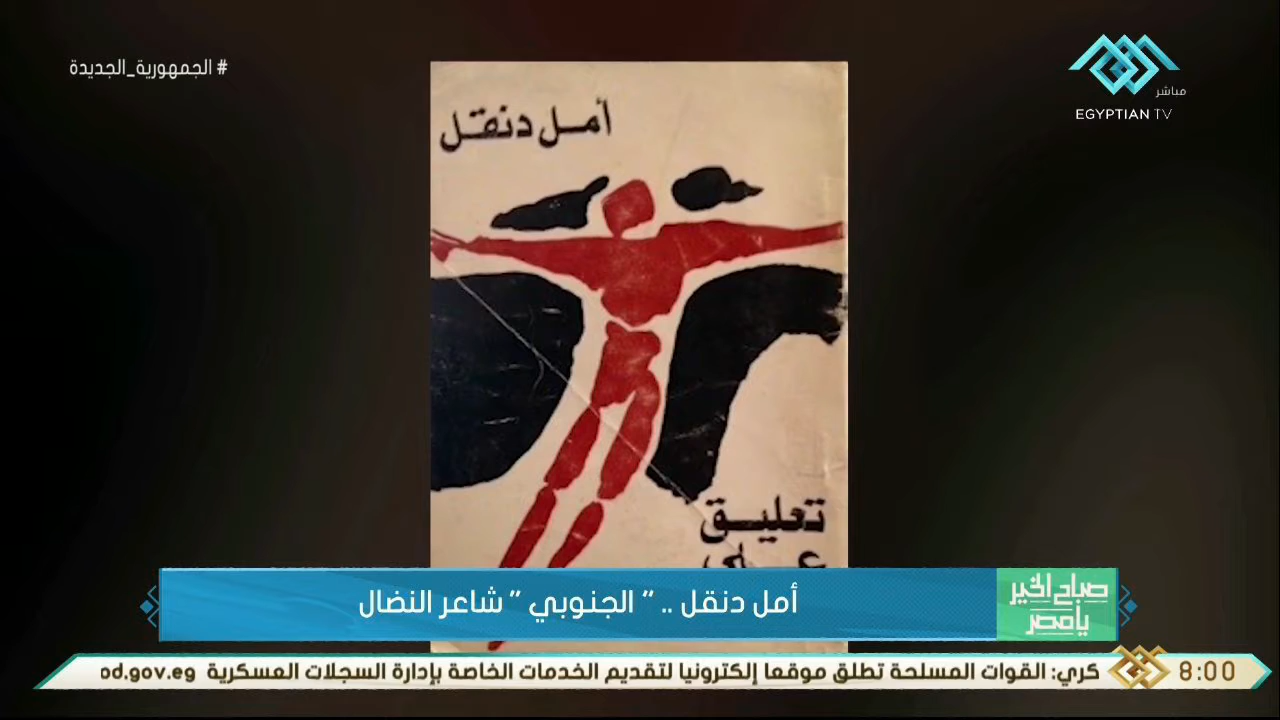 # الجمهورية_الجديدة
مباشر
EGYPTIAN TV
أمل دنقل
تعليق
على
أمل دنقل .. " الجنوبي " شاعر النضال
صباح الخير
يا مصر
كري: القوات المسلحة تطلق موقعا إلكترونيا لتقديم الخدمات الخاصة بإدارة السجلات العسكرية od.gov.eg
8:00